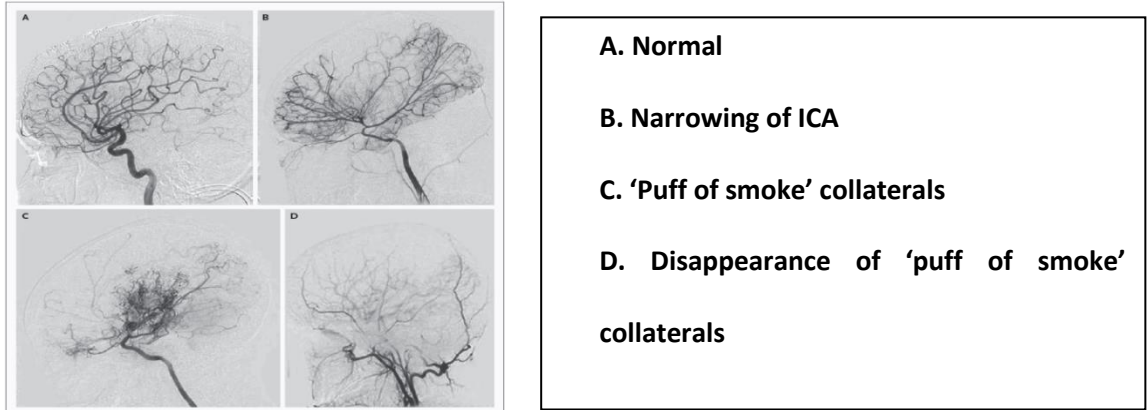 A
B
C
D
A. Normal
B. Narrowing of ICA
C. ‘Puff of smoke’ collaterals
D. Disappearance of ‘puff of smoke’
collaterals